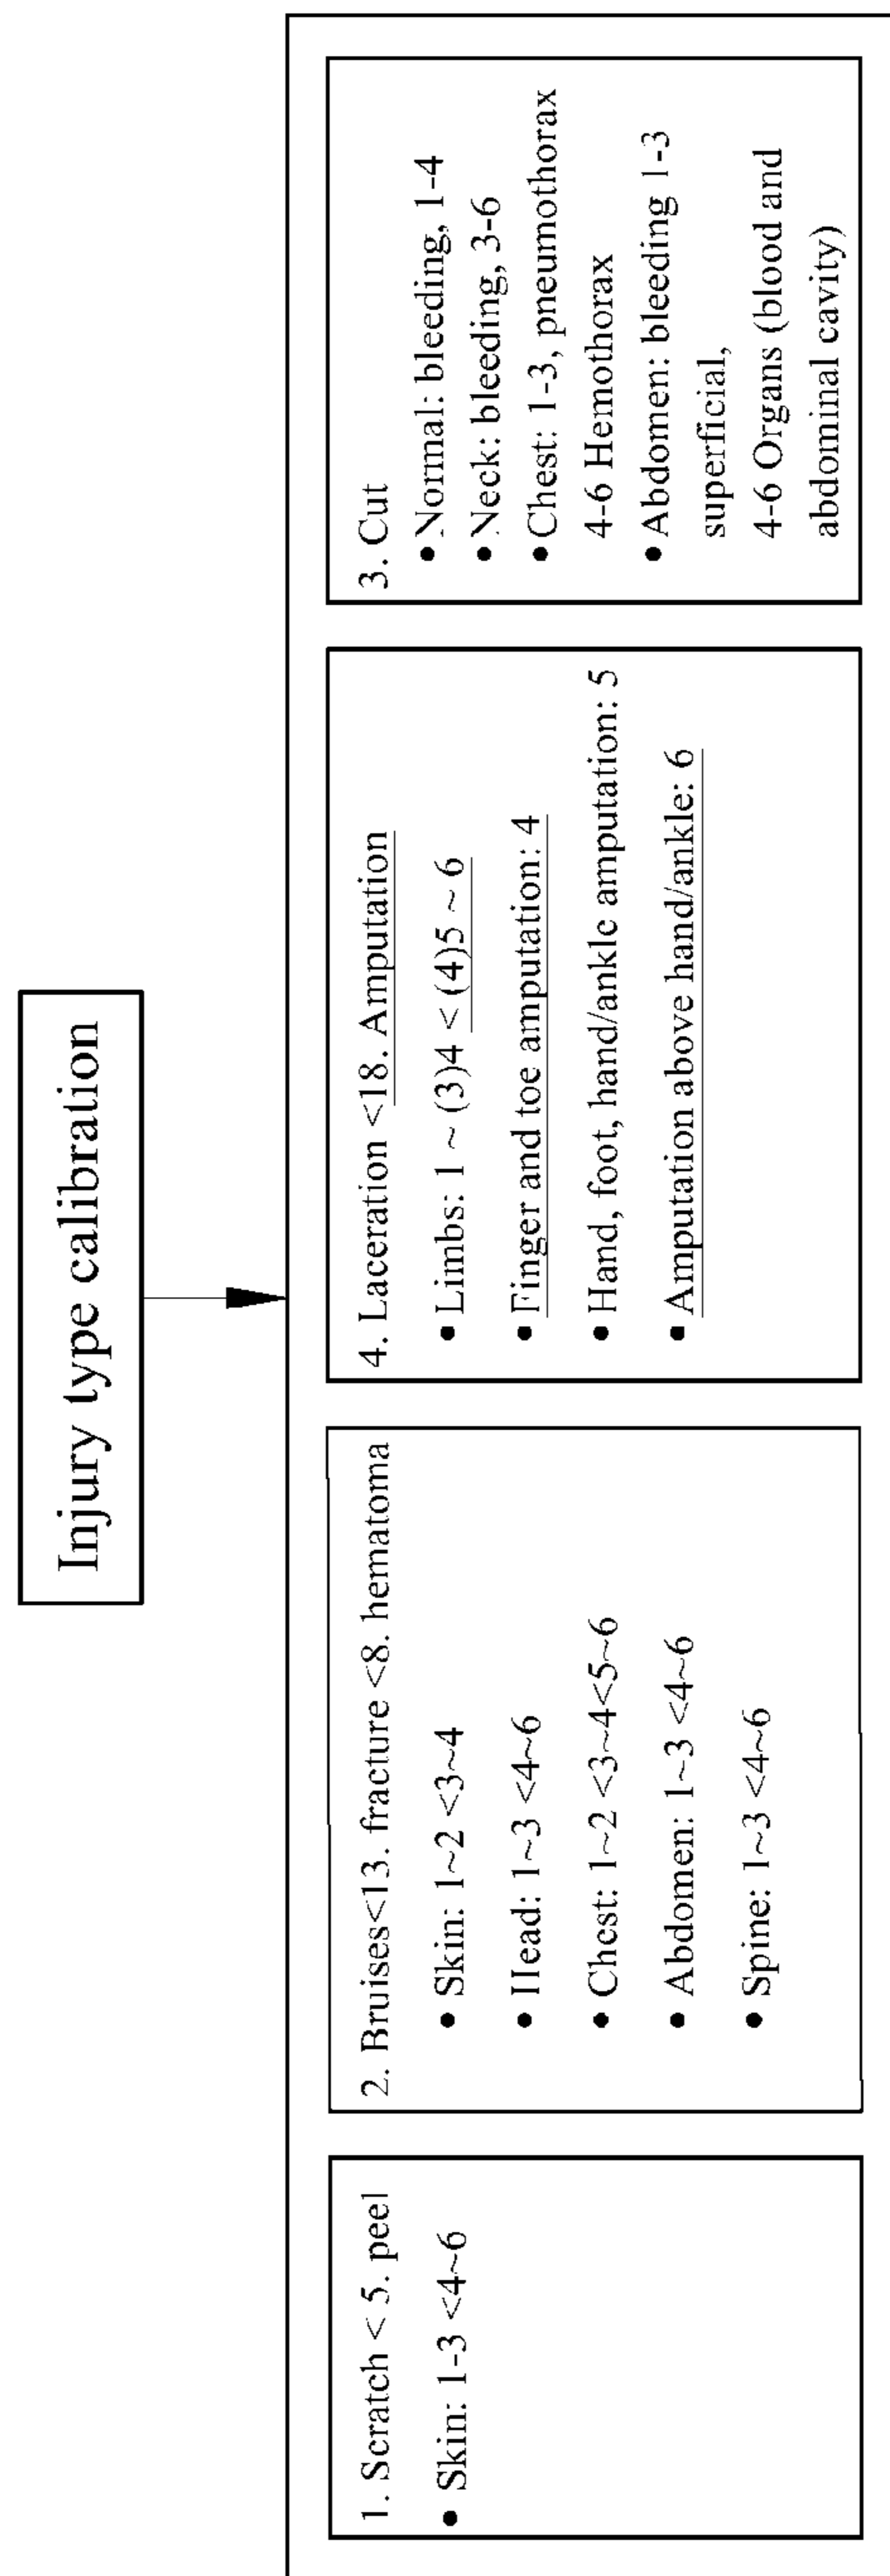 Injury type calibration
1. Scratch < 5. peel
• Skin: 1-3 <4~6
2. Bruises<13. fracture <8. hematoma
• Skin: 1~2 <3~4
• Head: 1~3 <4~6
• Chest: 1~2 <3~4<5~6
• Abdomen: 1~3 <4~6
• Spine: 1~3 <4~6
4. Laceration <18. Amputation
• Limbs: 1 ~ (3)4 < (4)5 ~ 6
• Finger and toe amputation: 4
• Hand, foot, hand/ankle amputation: 5
• Amputation above hand/ankle: 6
3. Cut
• Normal: bleeding, 1-4
• Neck: bleeding, 3-6
• Chest: 1-3, pneumothorax
4-6 Hemothorax
• Abdomen: bleeding 1-3
superficial,
4-6 Organs (blood and
abdominal cavity)